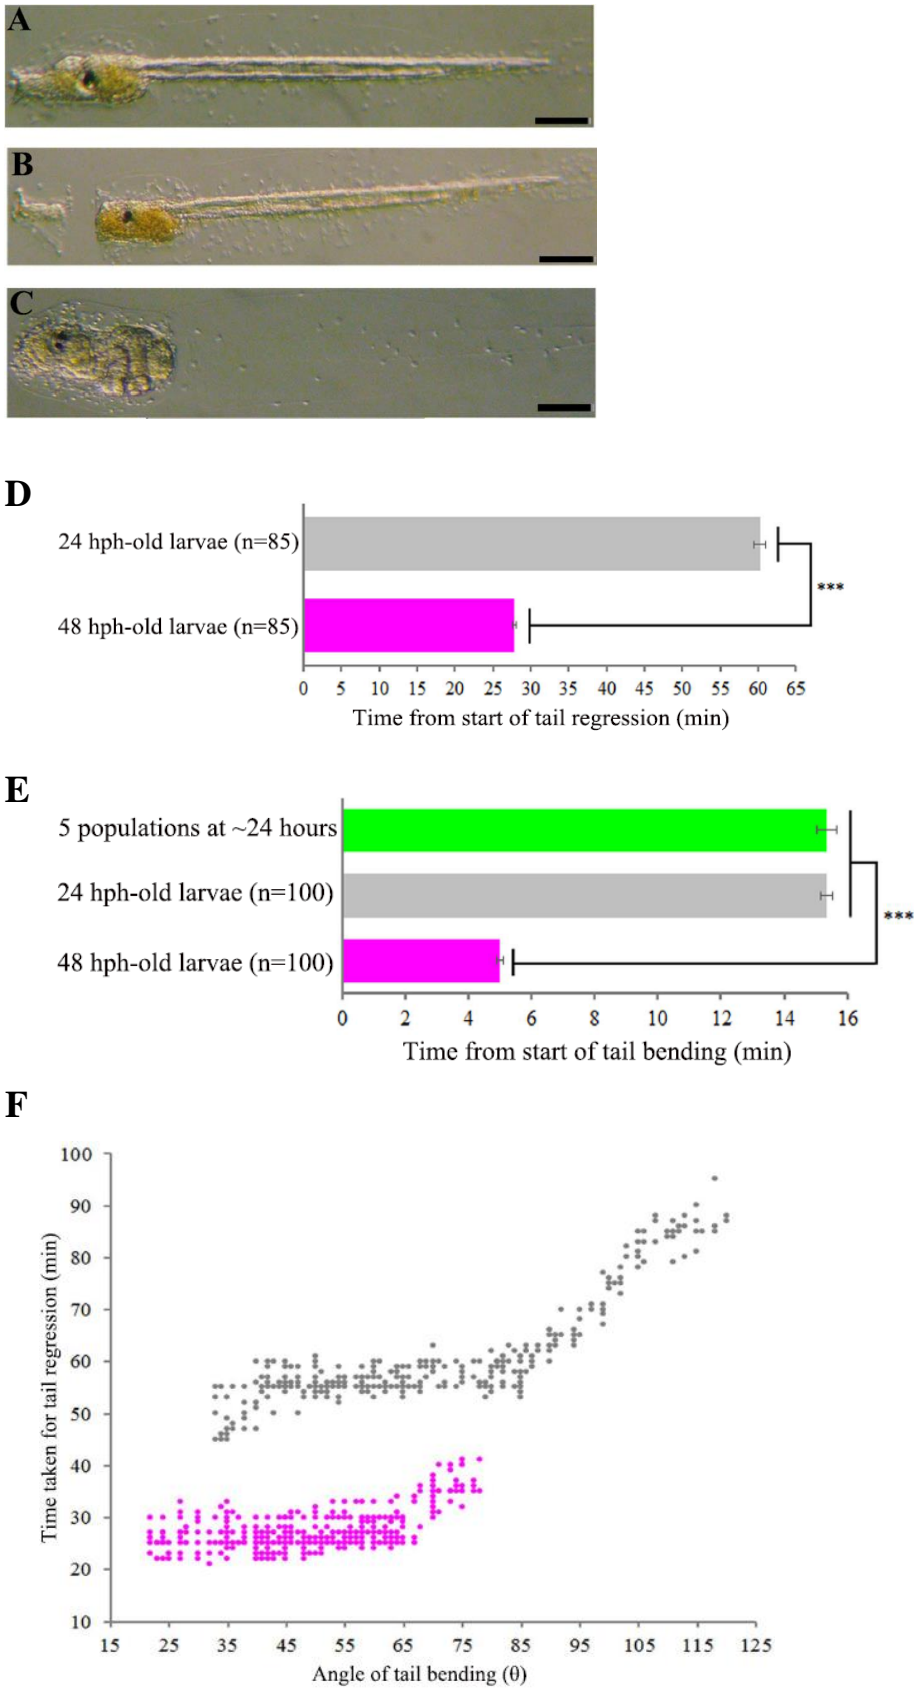 A
B
C
D
24 hph-old larvae (n=85)
***
48 hph-old larvae (n=85)
0 5 10 15 20 25 30 35 40 45 50 55 60 65
Time from start of tail regression (min)
E
5 populations at ~24 hours
24 hph-old larvae (n=100)
***
48 hph-old larvae (n=100)
0 2 4 6 8 10 12 14 16
Time from start of tail bending (min)
F
Time taken for tail regression (min)
100
90
80
70
60
50
40
30
20
10
15 25 35 45 55 65 75 85 95 105 115 125
Angle of tail bending (θ)